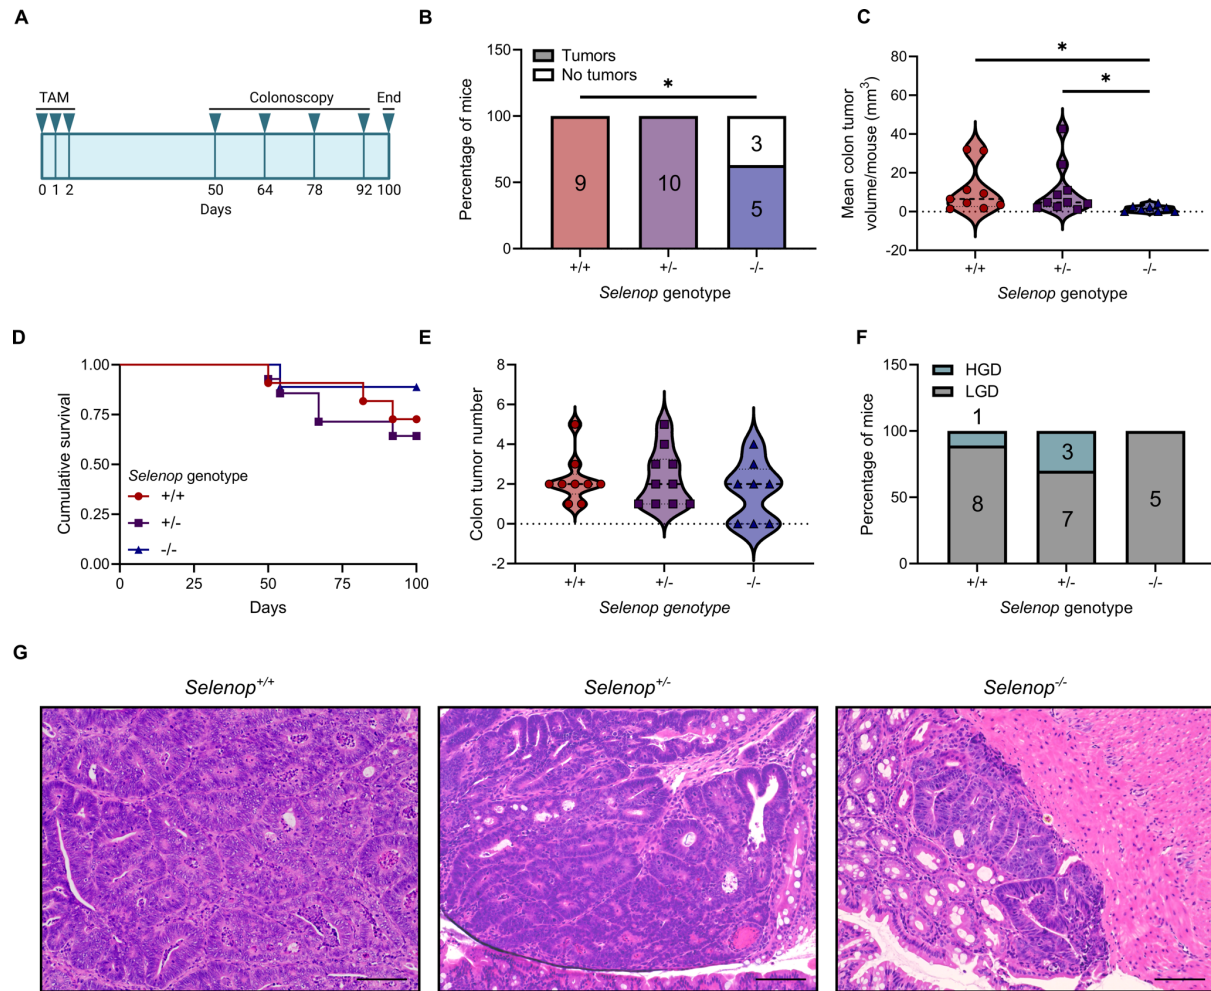 A
TAM
Colonoscopy
End
0 1 2 50 64 78 92 100
Days
B
Tumors
No tumors
*
Percentage of mice
150
100
50
0
9
10
3
5
+/+ +/- -/-
Selenop genotype
C
*
*
Mean colon tumor
volume/mouse (mm³)
80
60
40
20
0
-20
+/+ +/- -/-
Selenop genotype
D
Cumulative survival
1.00
0.75
0.50
0.25
0.00
Selenop genotype
+/+
+/-
-/-
0 25 50 75 100
Days
E
Colon tumor number
8
6
4
2
0
-2
+/+ +/- -/-
Selenop genotype
F
HGD
LGD
Percentage of mice
150
100
50
0
1
8
3
7
5
+/+ +/- -/-
Selenop genotype
G
Selenop+/+
Selenop+/-
Selenop-/-